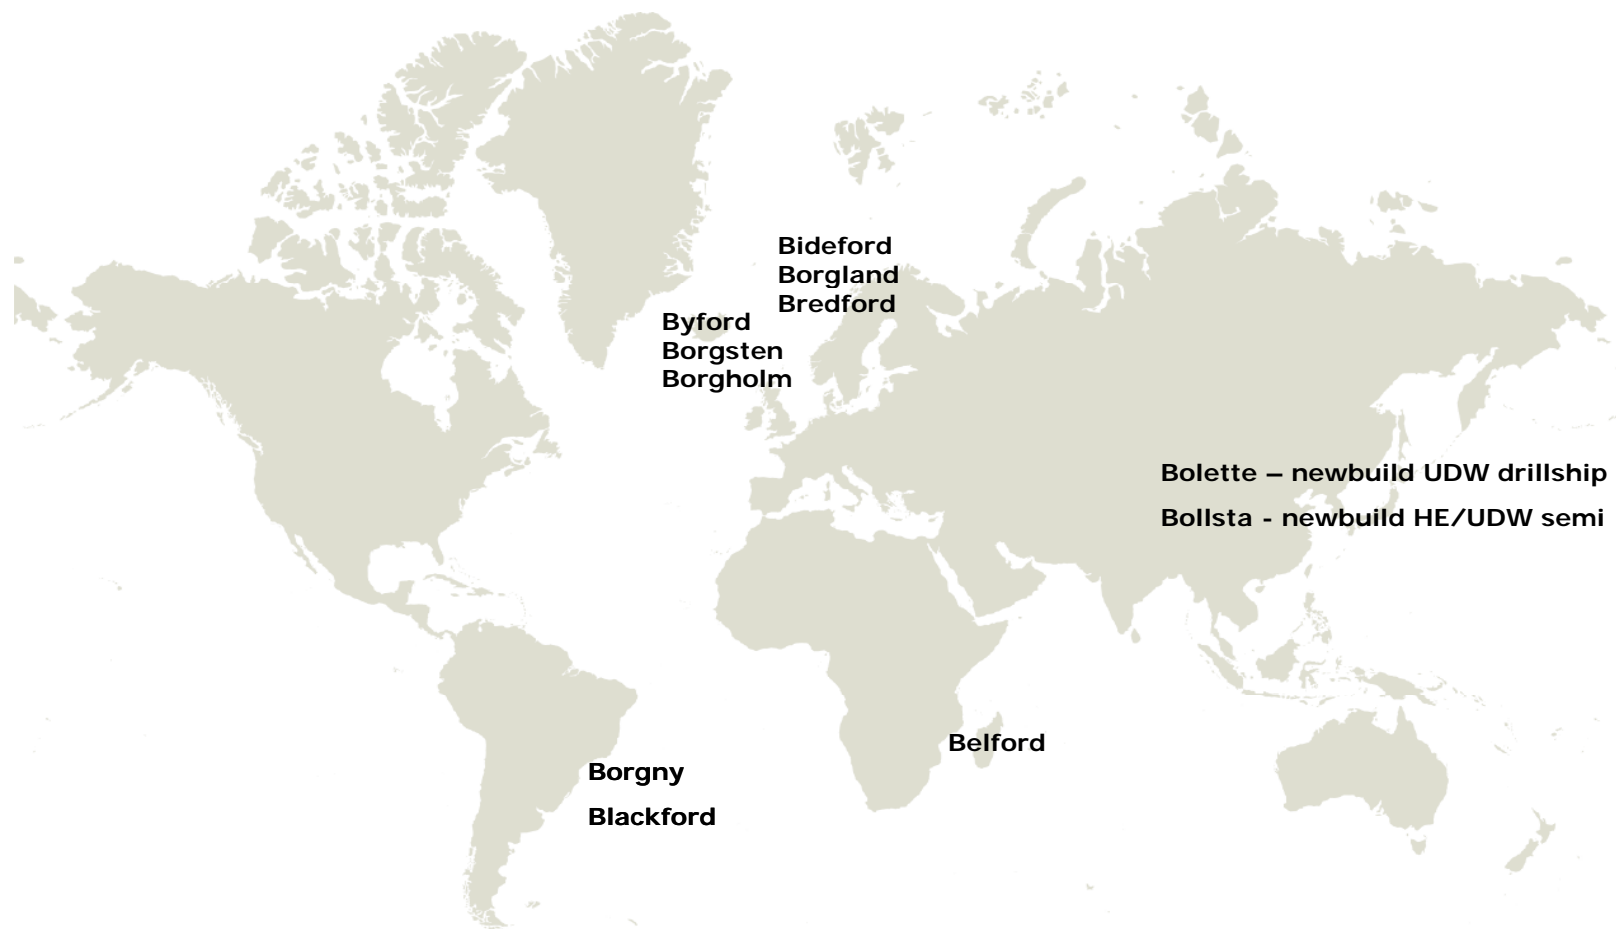 Bideford
Borgland
Bredford
Byford
Borgsten
Borgholm
Bolette – newbuild UDW drillship
Bollsta - newbuild HE/UDW semi
Belford
Borgny
Blackford